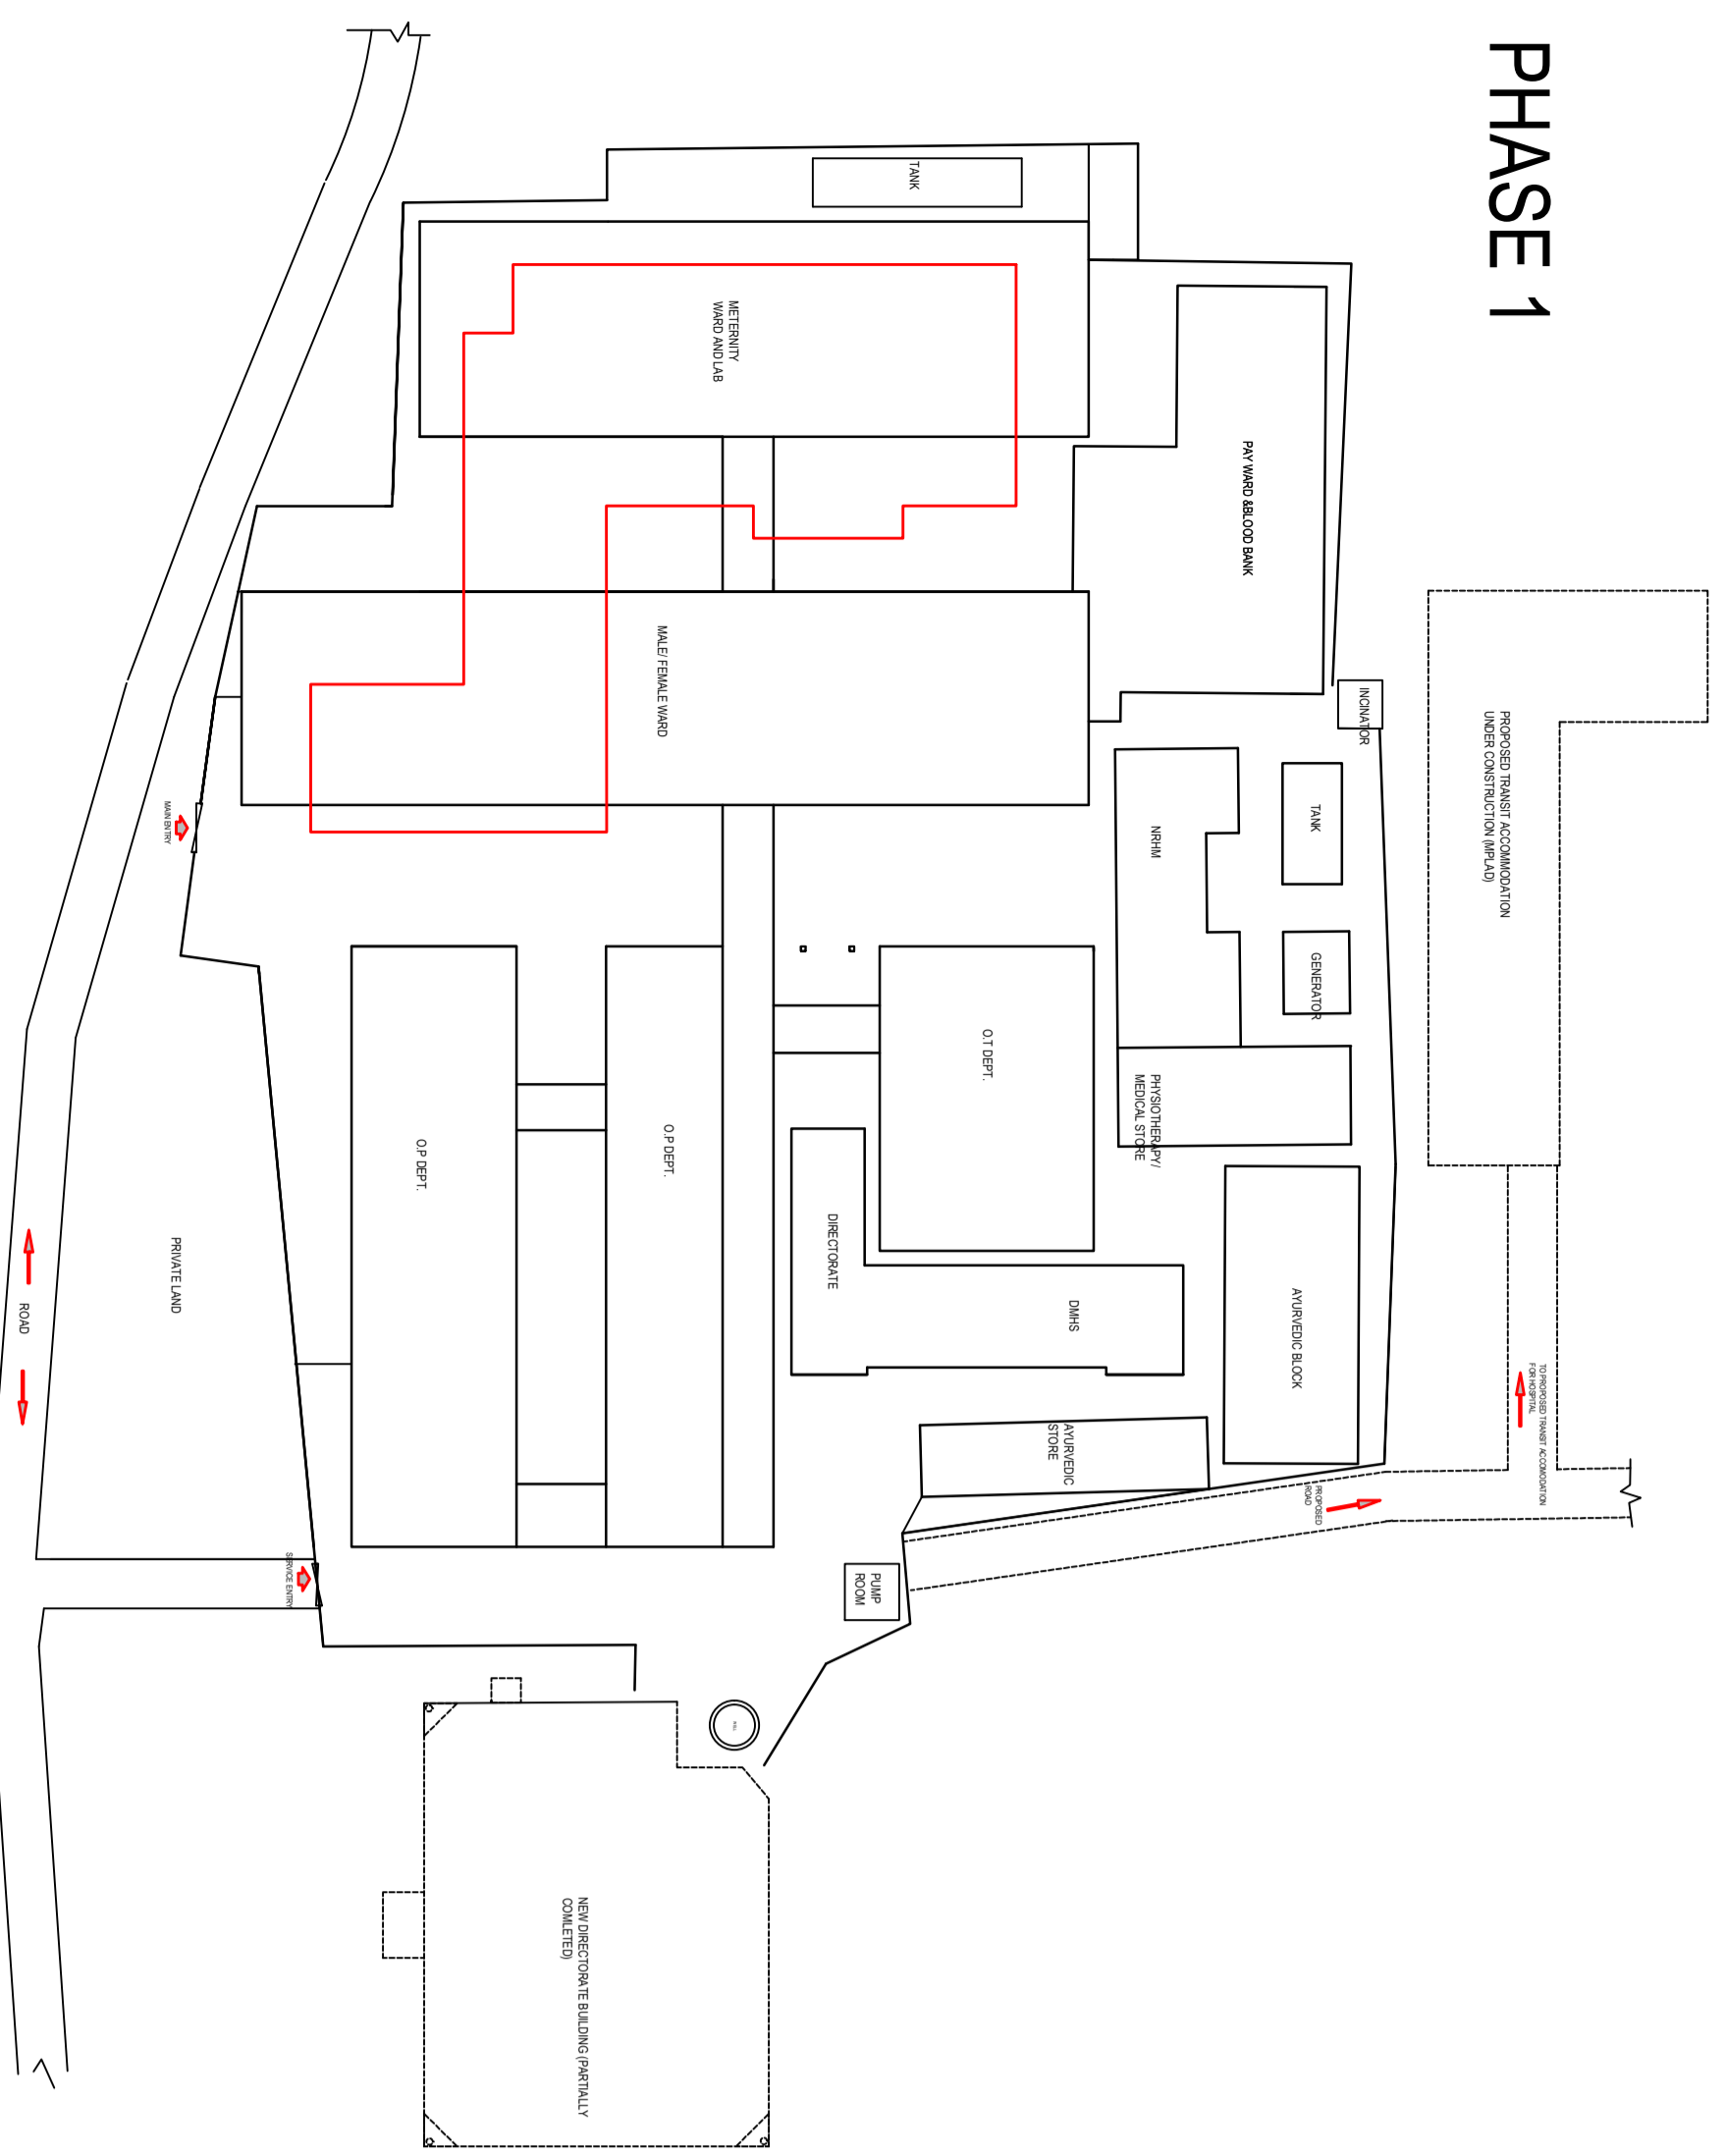 PHASE 1
TANK
METERNITY
WARD AND LAB
PAY WARD &BLOOD BANK
MALE/ FEMALE WARD
INCINATOR
PROPOSED TRANSIT ACCOMMODATION
UNDER CONSTRUCTION (MPLAD)
TANK
NRHM
MAIN ENTRY
GENERATOR
O.T DEPT.
PHYSIOTHERAPY/
MEDICAL STORE
O.P DEPT.
O.P DEPT.
DIRECTORATE
PRIVATE LAND
ROAD
DMHS
AYURVEDIC BLOCK
TO PROPOSED TRANSIT ACCOMODATION
FOR HOSPITAL
AYURVEDIC
STORE
PROPOSED
ROAD
SERVICE ENTRY
PUMP
ROOM
NEW DIRECTORATE BUILDING (PARTIALLY
COMLETED)